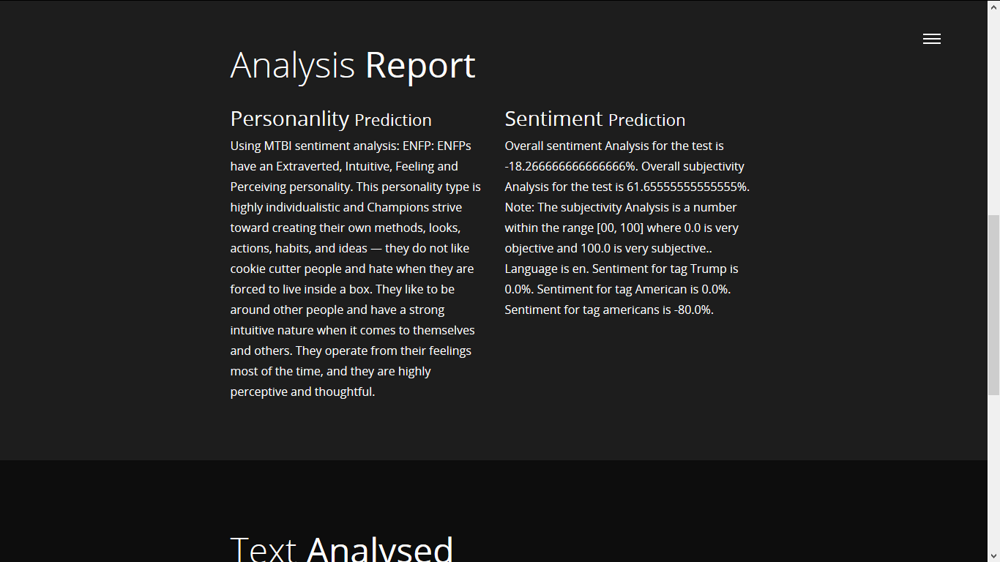 Analysis Report
Personanlity Prediction
Using MTBI sentiment analysis: ENFP: ENFPs
have an Extraverted, Intuitive, Feeling and
Perceiving personality. This personality type is
highly individualistic and Champions strive
toward creating their own methods, looks,
actions, habits, and ideas — they do not like
cookie cutter people and hate when they are
forced to live inside a box. They like to be
around other people and have a strong
intuitive nature when it comes to themselves
and others. They operate from their feelings
most of the time, and they are highly
perceptive and thoughtful.
Sentiment Prediction
Overall sentiment Analysis for the test is
-18.266666666666666%. Overall subjectivity
Analysis for the test is 61.65555555555555%.
Note: The subjectivity Analysis is a number
within the range [00, 100] where 0.0 is very
objective and 100.0 is very subjective..
Language is en. Sentiment for tag Trump is
0.0%. Sentiment for tag American is 0.0%.
Sentiment for tag americans is -80.0%.
Text Analysed